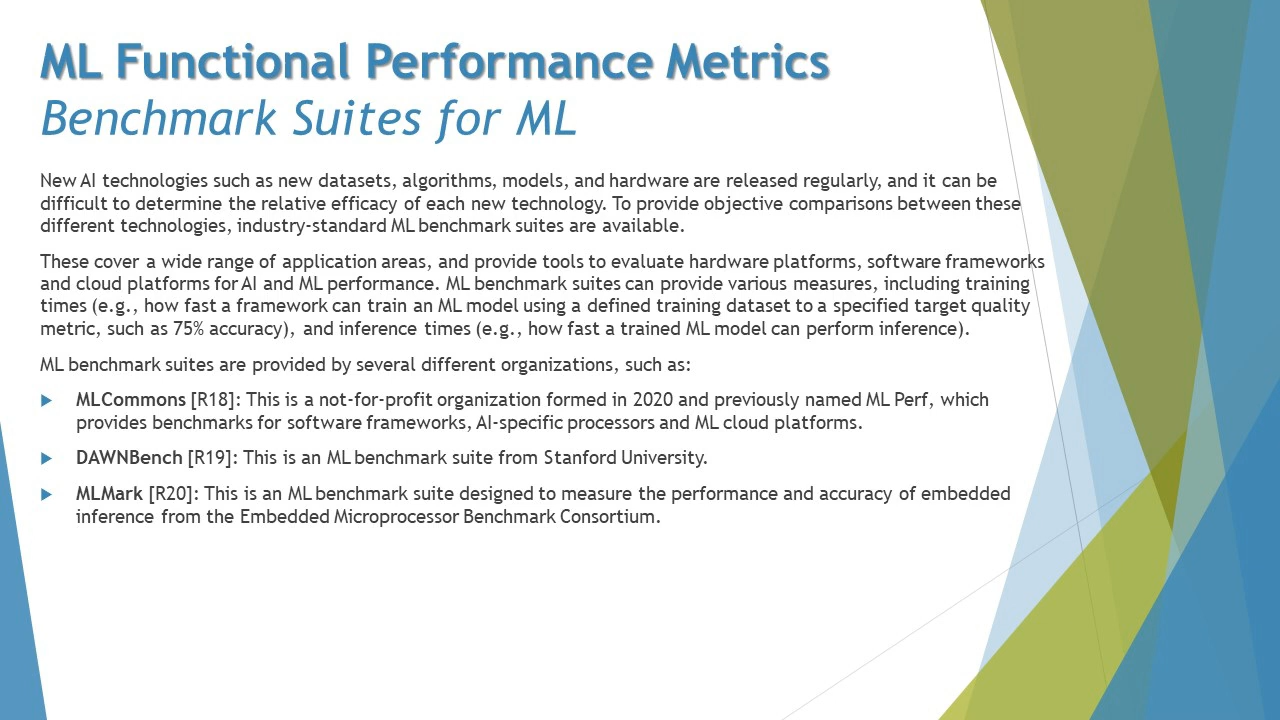 ML Functional Performance Metrics
Benchmark Suites for ML
New AI technologies such as new datasets, algorithms, models, and hardware are released regularly, and it can be
difficult to determine the relative efficacy of each new technology. To provide objective comparisons between these
different technologies, industry-standard ML benchmark suites are available.
These cover a wide range of application areas, and provide tools to evaluate hardware platforms, software frameworks
and cloud platforms for AI and ML performance. ML benchmark suites can provide various measures, including training
times (e.g., how fast a framework can train an ML model using a defined training dataset to a specified target quality
metric, such as 75% accuracy), and inference times (e.g., how fast a trained ML model can perform inference).
ML benchmark suites are provided by several different organizations, such as:
MLCommons [R18]: This is a not-for-profit organization formed in 2020 and previously named ML Perf, which
provides benchmarks for software frameworks, AI-specific processors and ML cloud platforms.
DAWNBench [R19]: This is an ML benchmark suite from Stanford University.
MLMark [R20]: This is an ML benchmark suite designed to measure the performance and accuracy of embedded
inference from the Embedded Microprocessor Benchmark Consortium.